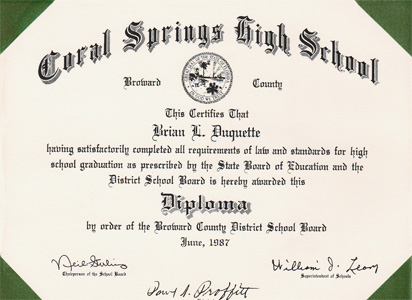 Coral Springs High School
Broward County
This Certifies That
Brian L. Duquette
having satisfactorily completed all requirements of law and standards for high
school graduation as prescribed by the State Board of Education and the
District School Board is hereby awarded this
Diploma
by order of the Broward County District School Board
June, 1987
William J. Leary
Chairperson of the School Board
Superintendent of Schools
Proffitt